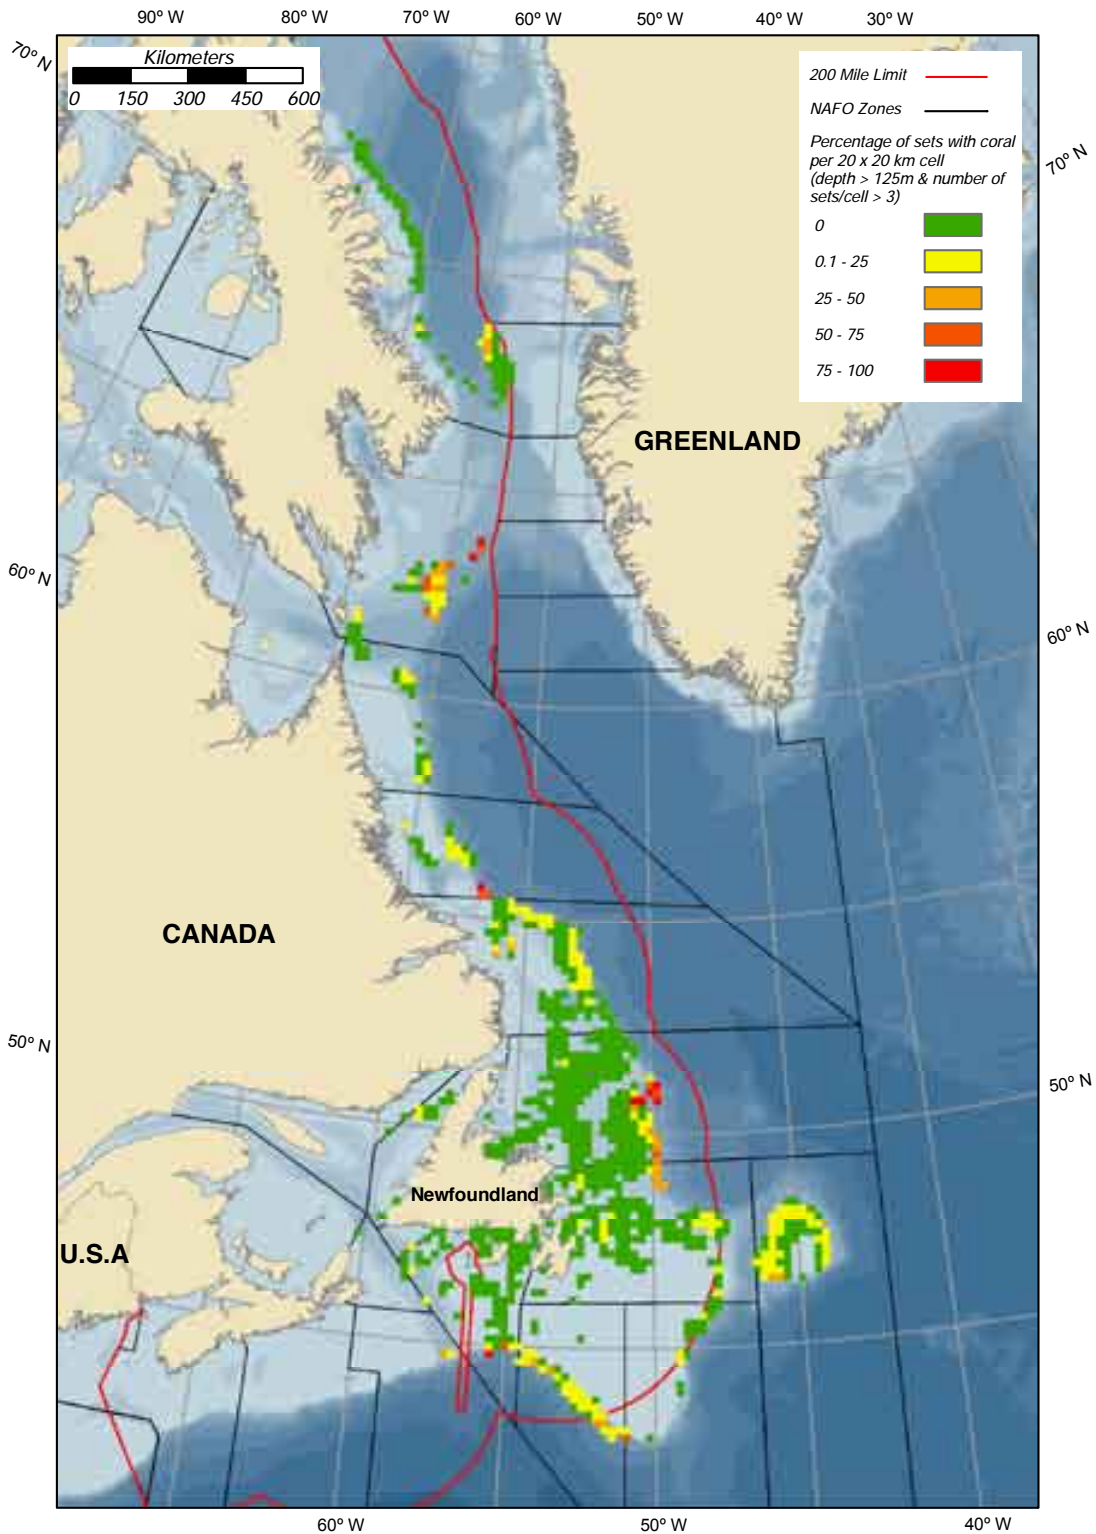 90° W 80° W 70° W 60° W 50° W 40° W 30° W
70° N
Kilometers
0 150 300 450 600
200 Mile Limit
NAFO Zones
Percentage of sets with coral
per 20 x 20 km cell
(depth > 125m & number of
sets/cell > 3)
0
0.1 - 25
25 - 50
50 - 75
75 - 100
70° N
GREENLAND
60° N
60° N
CANADA
50° N
50° N
Newfoundland
U.S.A
60° W 50° W 40° W